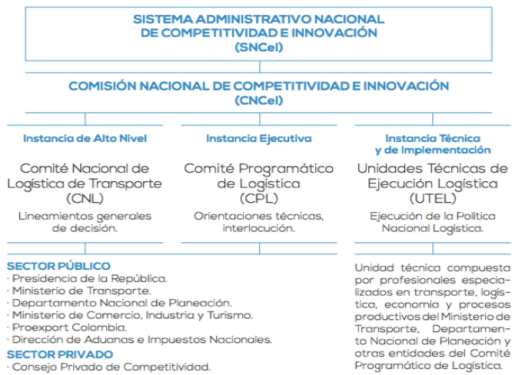 SISTEMA ADMINISTRATIVO NACIONAL
DE COMPETITIVIDAD E INNOVACIÓN
(SNCeI)
COMISIÓN NACIONAL DE COMPETITIVIDAD E INNOVACIÓN
(CNCeI)
Instancia de Alto Nivel
Comité Nacional de
Logística de Transporte
(CNL)
Lineamientos generales
de decisión.
Instancia Ejecutiva
Comité Programático
de Logística
(CPL)
Orientaciones técnicas,
interlocución.
Instancia Técnica
y de Implementación
Unidades Técnicas de
Ejecución Logística
(UTEL)
Ejecución de la Política
Nacional Logística.
SECTOR PÚBLICO
· Presidencia de la República.
· Ministerio de Transporte.
· Departamento Nacional de Planeación.
· Ministerio de Comercio, Industria y Turismo.
· Proexport Colombia.
· Dirección de Aduanas e Impuestos Nacionales.
SECTOR PRIVADO
· Consejo Privado de Competitividad.
Unidad técnica compuesta
por profesionales especia-
lizados en transporte, logís-
tica, economía y procesos
productivos del Ministerio de
Transporte, Departamen-
to Nacional de Planeación y
otras entidades del Comité
Programático de Logística.